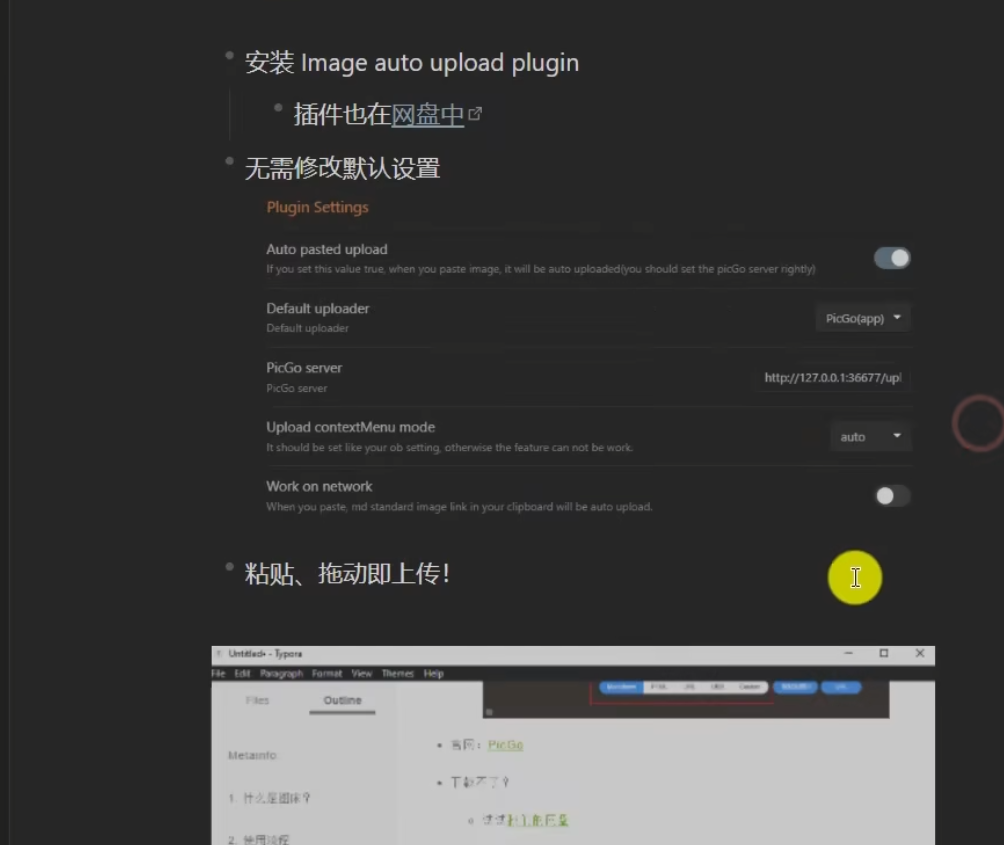 安装 Image auto upload plugin
插件也在网盘中
无需修改默认设置
Plugin Settings
Auto pasted upload
If you set this value true, when you paste image, it will be auto uploaded(you should set the picGo server rightly)
Default uploader
PicGo(app)
Default uploader
PicGo server
http://127.0.0.1:36677/upl
PicGo server
Upload contextMenu mode
auto
It should be set like your ob setting, otherwise the feature can not be work.
Work on network
When you paste, md standard image link in your clipboard will be auto upload.
粘贴、拖动即上传！
Untitled• - Typora
File Edit Paragraph Format View Themes Help
Files Outline
官网：PicGo
Metainfo
下载不了？
1. 什么是图床？
试试
2. 使用流程